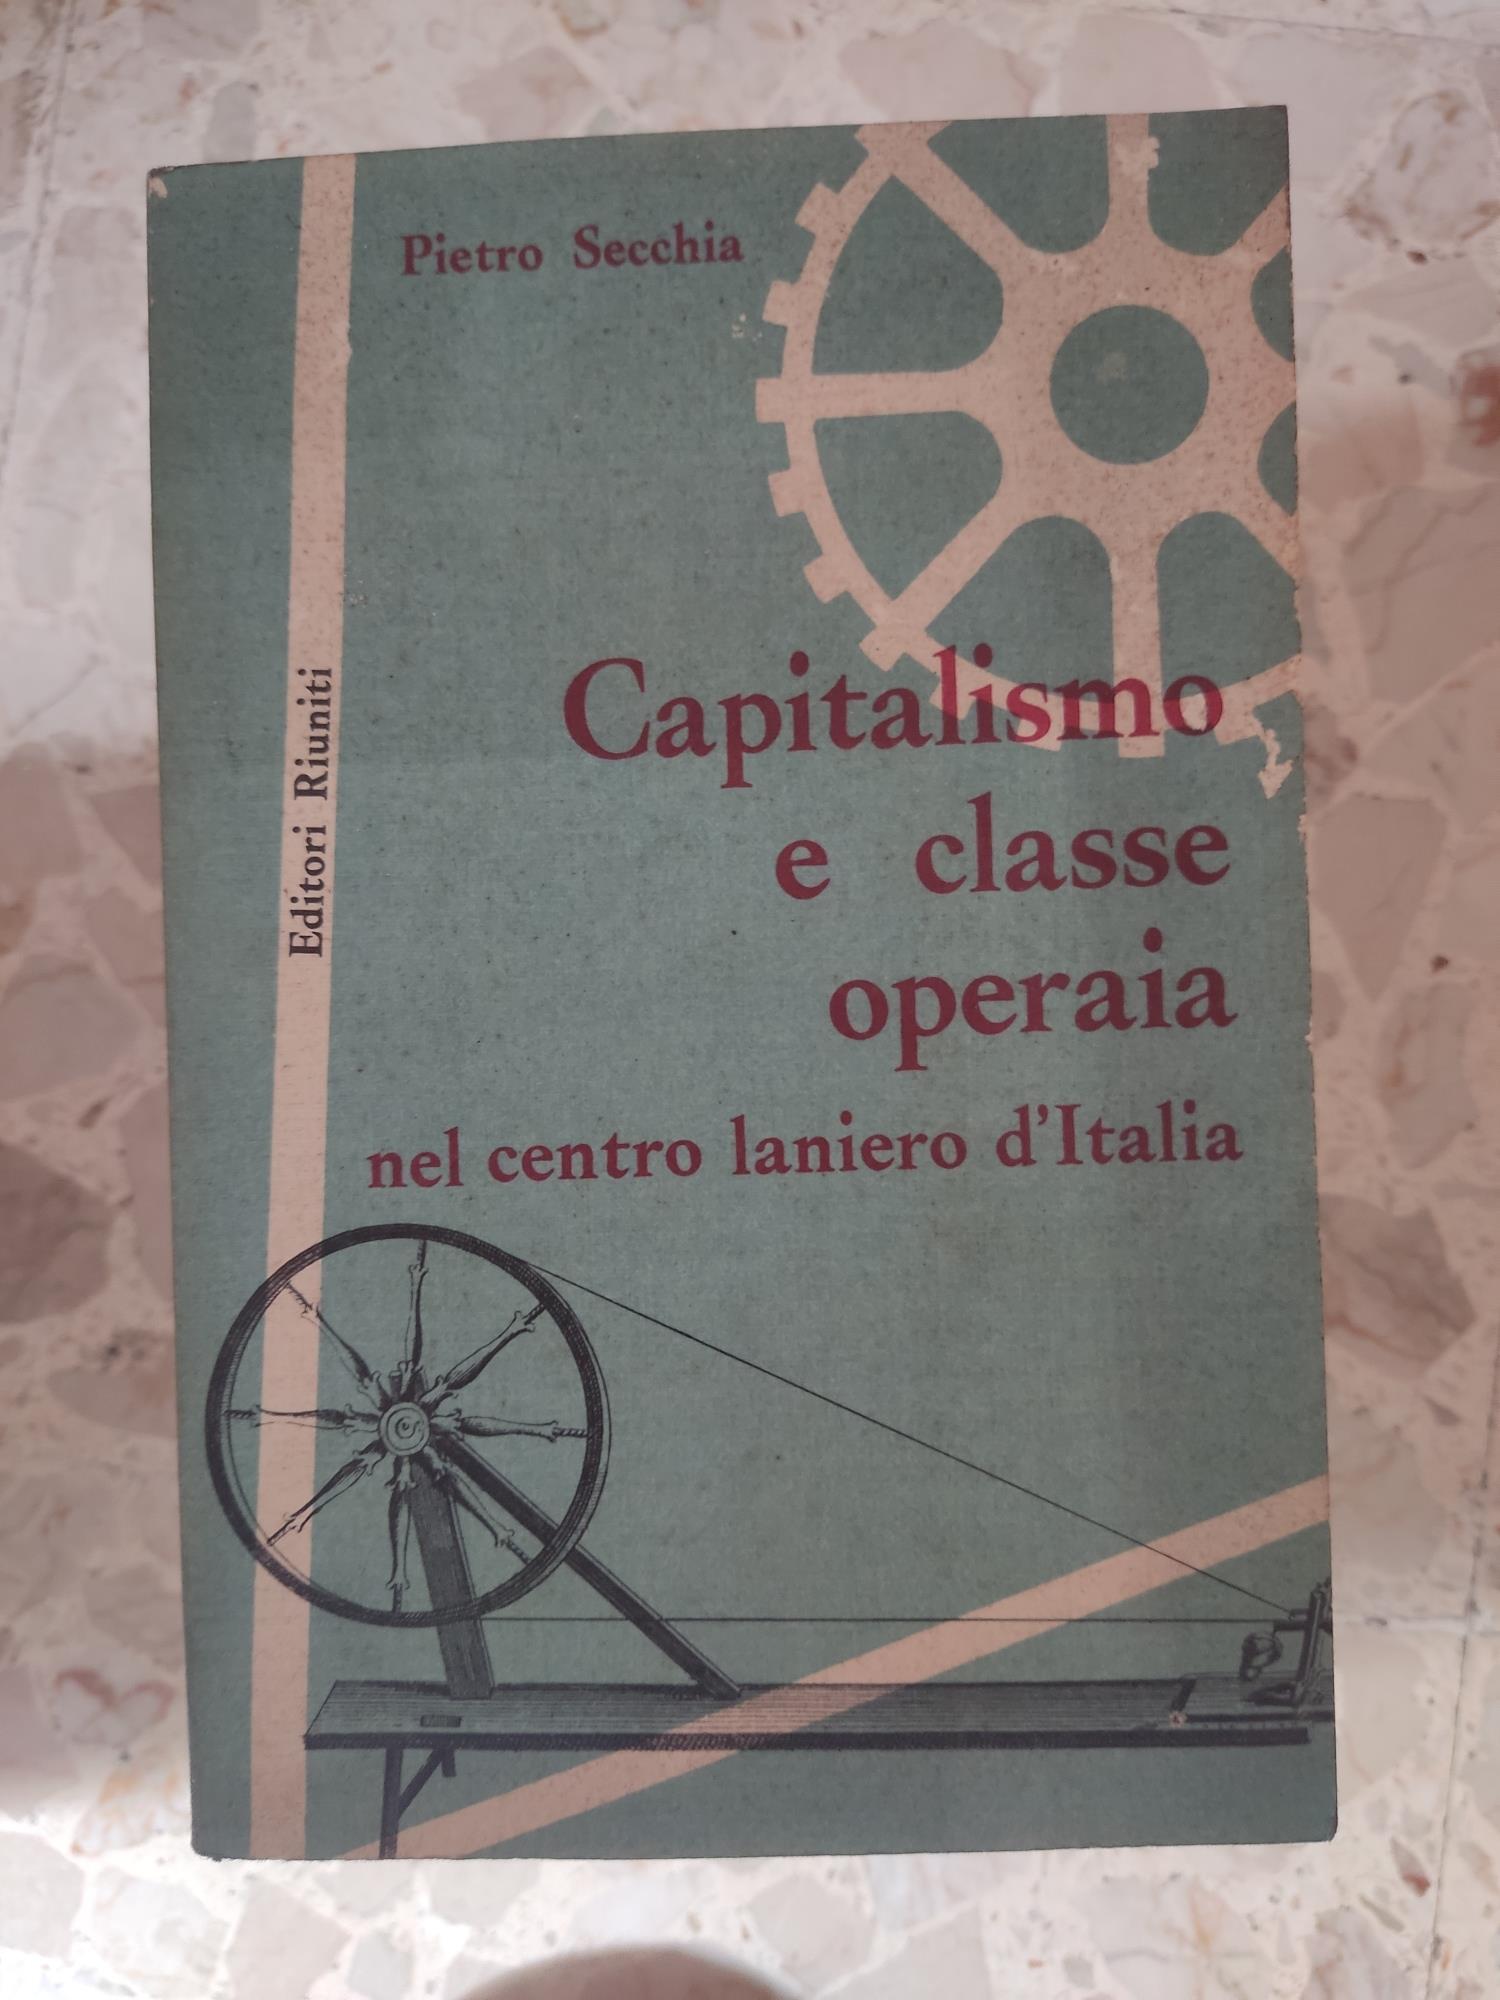 Pietro Secchia
Capitalismo
e classe
operaia
nel centro laniero d'Italia
Editori Riuniti